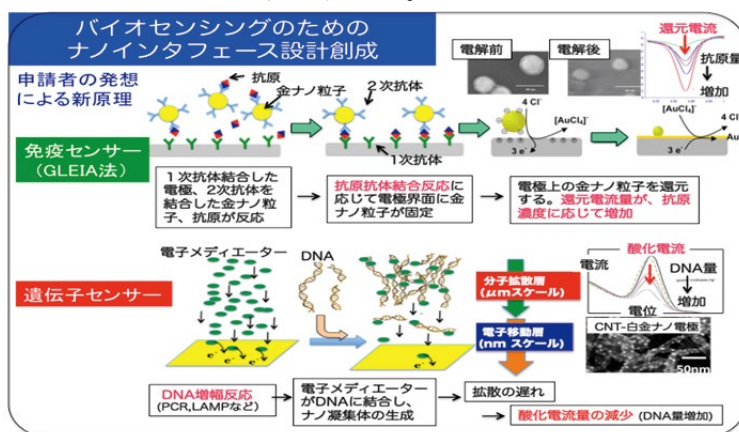 バイオセンシングのための
ナノインタフェース設計創成
申請者の発想
による新原理
抗原
金ナノ粒子
2次抗体
1次抗体
電解前
電解後
還元電流
抗原量
増加
4 Cl⁻
[AuCl₄]⁻
3 e⁻
[AuCl₄]⁻
4 Cl⁻
Au
3 e⁻
免疫センサー
(GLEIA法)
1次抗体結合した
電極、2次抗体を
結合した金ナノ粒
子、抗原が反応
抗原抗体結合反応に
応じて電極界面に金
ナノ粒子が固定
電極上の金ナノ粒子を還元
する。還元電流量が、抗原
濃度に応じて増加
電子メディエーター
DNA
遺伝子センサー
e⁻
e⁻
分子拡散層
(μmスケール)
電子移動層
(nm スケール)
酸化電流
電流
DNA量
増加
電位
CNT-白金ナノ電極
50nm
DNA増幅反応
(PCR,LAMPなど)
電子メディエーター
がDNAに結合し、
ナノ凝集体の生成
拡散の遅れ
酸化電流量の減少 (DNA量増加)